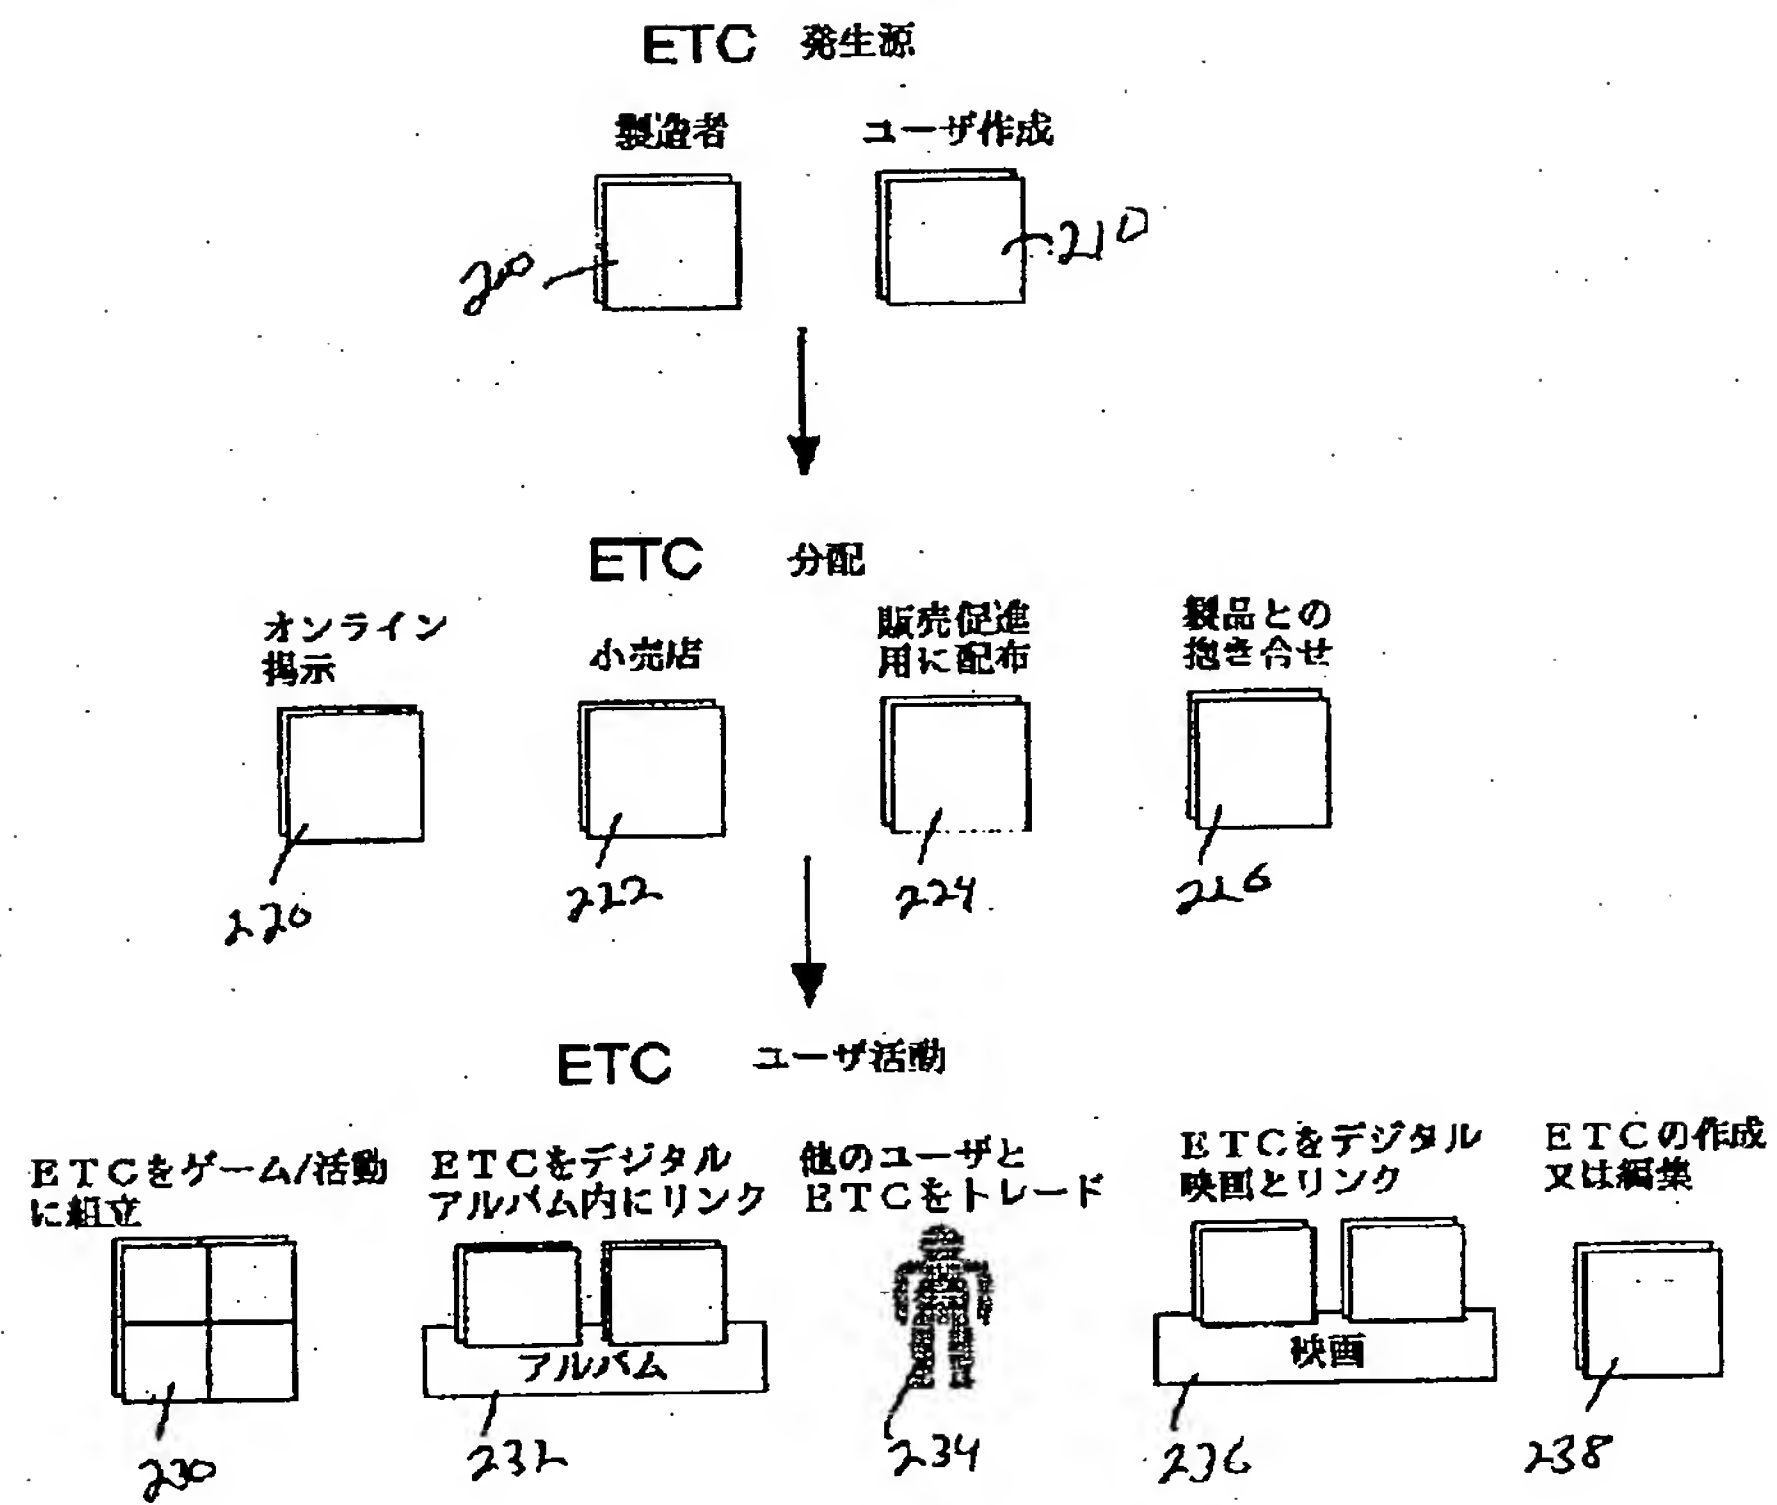 ETC 発生源
製造者
ユーザ作成
200
210
ETC 分配
オンライン
掲示
小売店
販売促進
用に配布
製品との
抱き合せ
220
222
224
226
ETC ユーザ活動
ETCをゲーム/活動
に組立
ETCをデジタル
アルバム内にリンク
他のユーザと
ETCをトレード
ETCをデジタル
映画とリンク
ETCの作成
又は編集
アルバム
映画
230
232
234
236
238